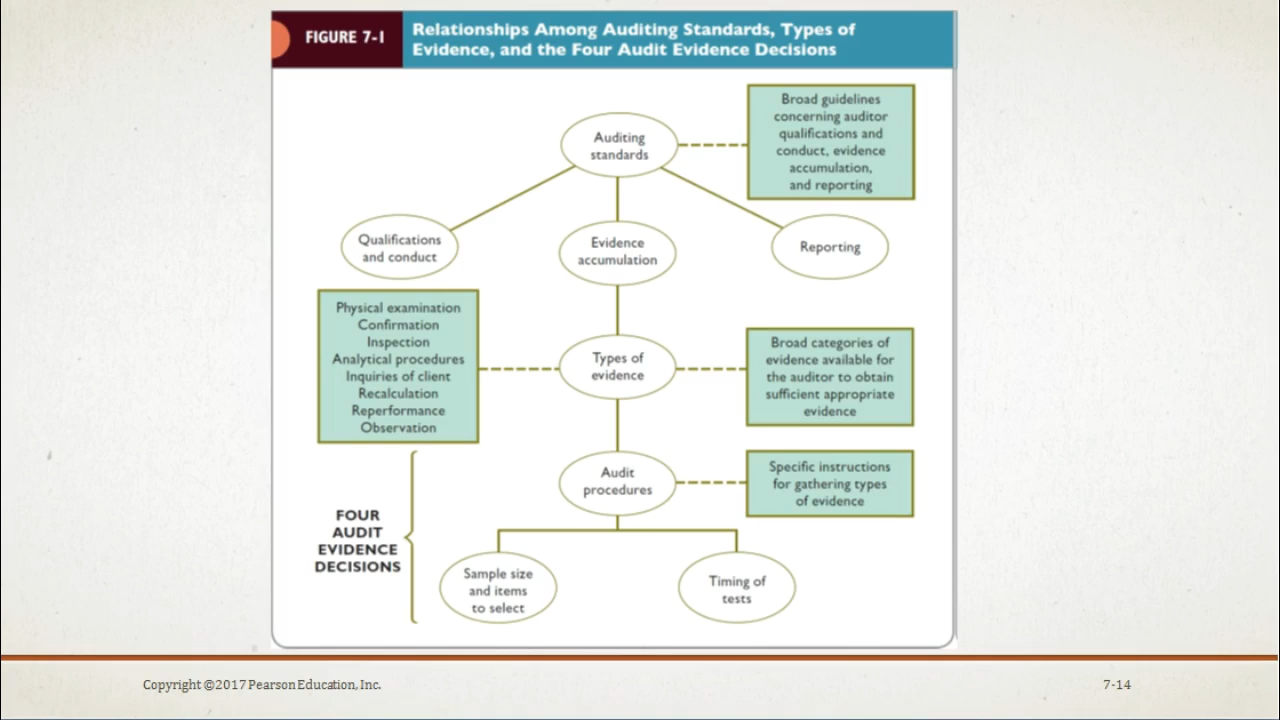 FIGURE 7-1
Relationships Among Auditing Standards, Types of
Evidence, and the Four Audit Evidence Decisions
Auditing
standards
Broad guidelines
concerning auditor
qualifications and
conduct, evidence
accumulation,
and reporting
Qualifications
and conduct
Evidence
accumulation
Reporting
Physical examination
Confirmation
Inspection
Analytical procedures
Inquiries of client
Recalculation
Reperformance
Observation
Types of
evidence
Broad categories of
evidence available for
the auditor to obtain
sufficient appropriate
evidence
Audit
procedures
Specific instructions
for gathering types
of evidence
FOUR
AUDIT
EVIDENCE
DECISIONS
Sample size
and items
to select
Timing of
tests
Copyright ©2017 Pearson Education, Inc.
7-14